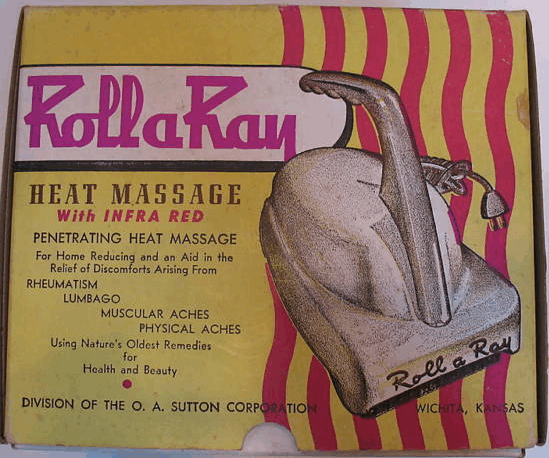 Roll a Ray
HEAT MASSAGE
With INFRA RED
PENETRATING HEAT MASSAGE
For Home Reducing and an Aid in the
Relief of Discomforts Arising From
RHEUMATISM
LUMBAGO
MUSCULAR ACHES
PHYSICAL ACHES
Using Nature's Oldest Remedies
for
Health and Beauty
Roll a Ray
DIVISION OF THE O. A. SUTTON CORPORATION WICHITA, KANSAS